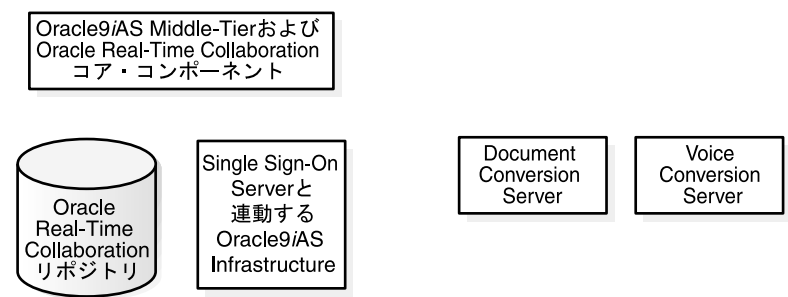 Oracle9iAS Middle-Tierおよび
Oracle Real-Time Collaboration
コア・コンポーネント
Oracle
Real-Time
Collaboration
リポジトリ
Single Sign-On
Serverと
連動する
Oracle9iAS
Infrastructure
Document
Conversion
Server
Voice
Conversion
Server